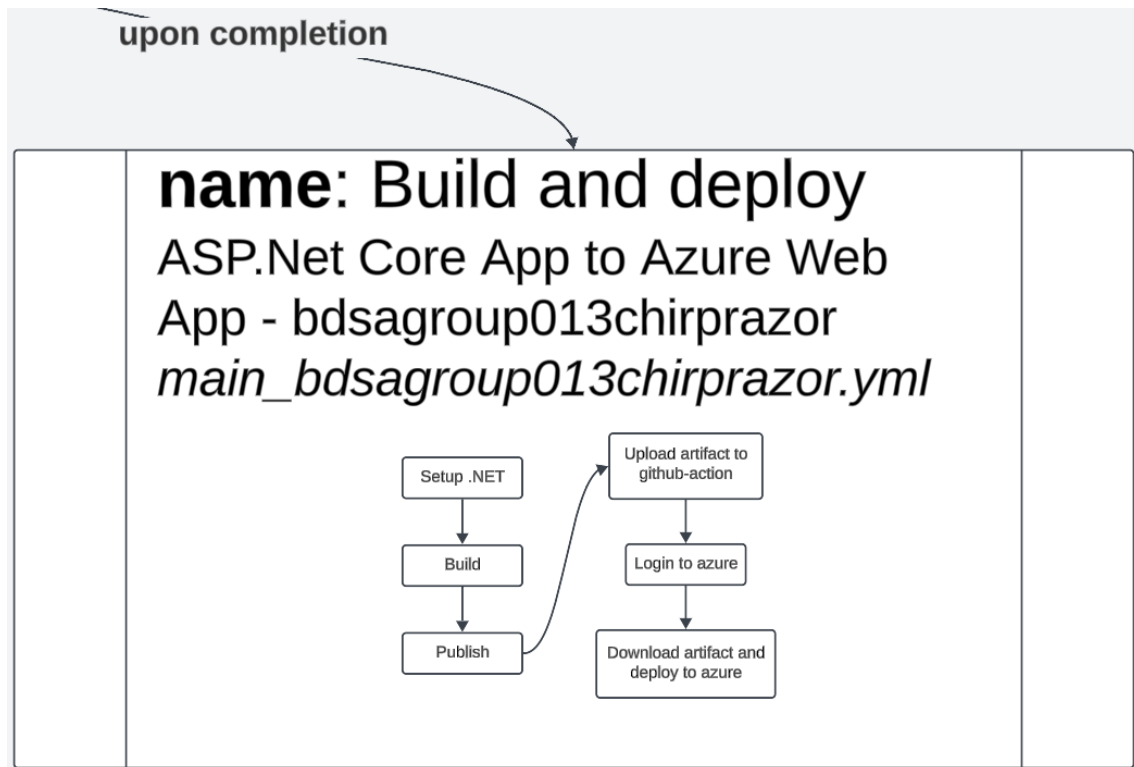 upon completion
name: Build and deploy
ASP.Net Core App to Azure Web
App - bdsagroup013chirprazor
main_bdsagroup013chirprazor.yml
Setup .NET
Build
Publish
Upload artifact to
github-action
Login to azure
Download artifact and
deploy to azure